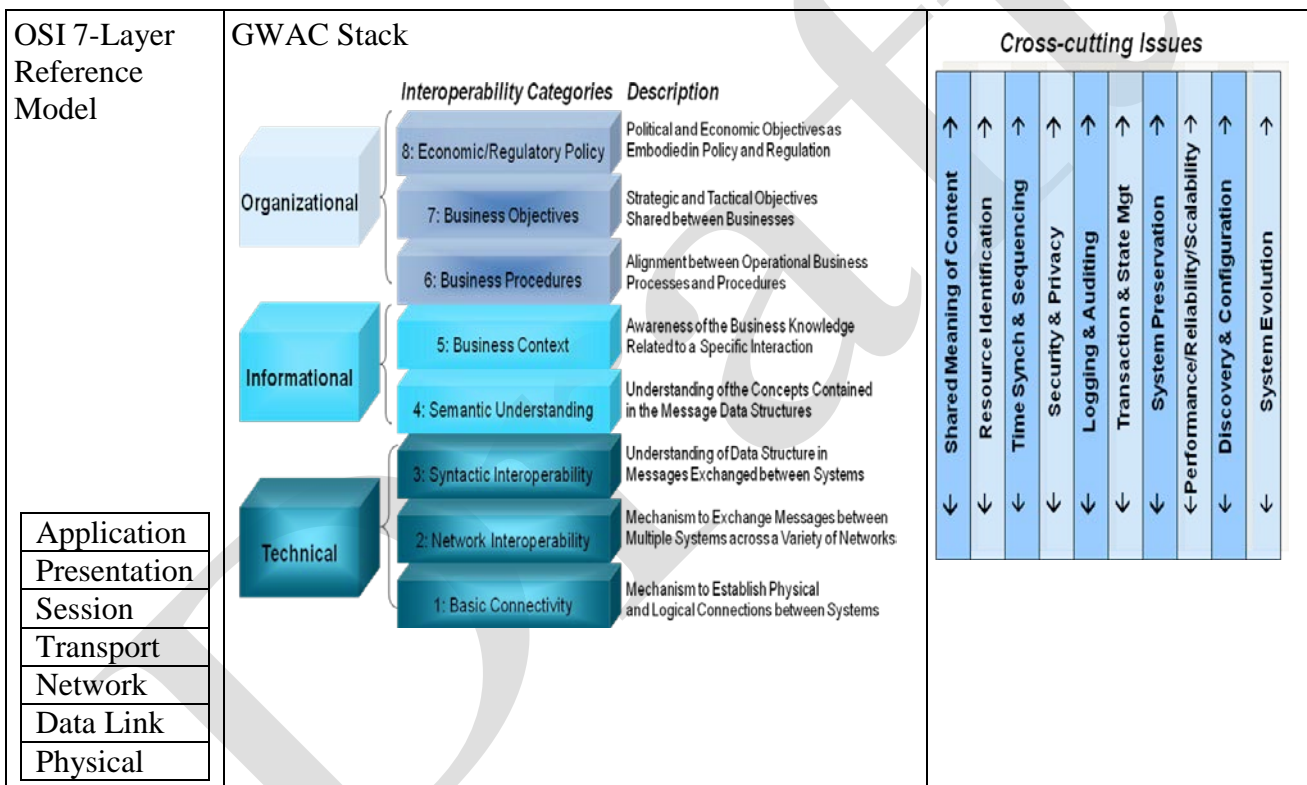 OSI 7-Layer
Reference
Model
Application
Presentation
Session
Transport
Network
Data Link
Physical
GWAC Stack
Interoperability Categories Description
Organizational
8: Economic/Regulatory Policy
Political and Economic Objectives as
Embodied in Policy and Regulation
7: Business Objectives
Strategic and Tactical Objectives
Shared between Businesses
6: Business Procedures
Alignment between Operational Business
Processes and Procedures
Informational
5: Business Context
Awareness of the Business Knowledge
Related to a Specific Interaction
4: Semantic Understanding
Understanding of the Concepts Contained
in the Message Data Structures
Technical
3: Syntactic Interoperability
Understanding of Data Structure in
Messages Exchanged between Systems
2: Network Interoperability
Mechanism to Exchange Messages between
Multiple Systems across a Variety of Networks
1: Basic Connectivity
Mechanism to Establish Physical
and Logical Connections between Systems
Cross-cutting Issues
Shared Meaning of Content
Resource Identification
Time Synch & Sequencing
Security & Privacy
Logging & Auditing
Transaction & State Mgt
System Preservation
Performance/Reliability/Scalability
Discovery & Configuration
System Evolution
Draft